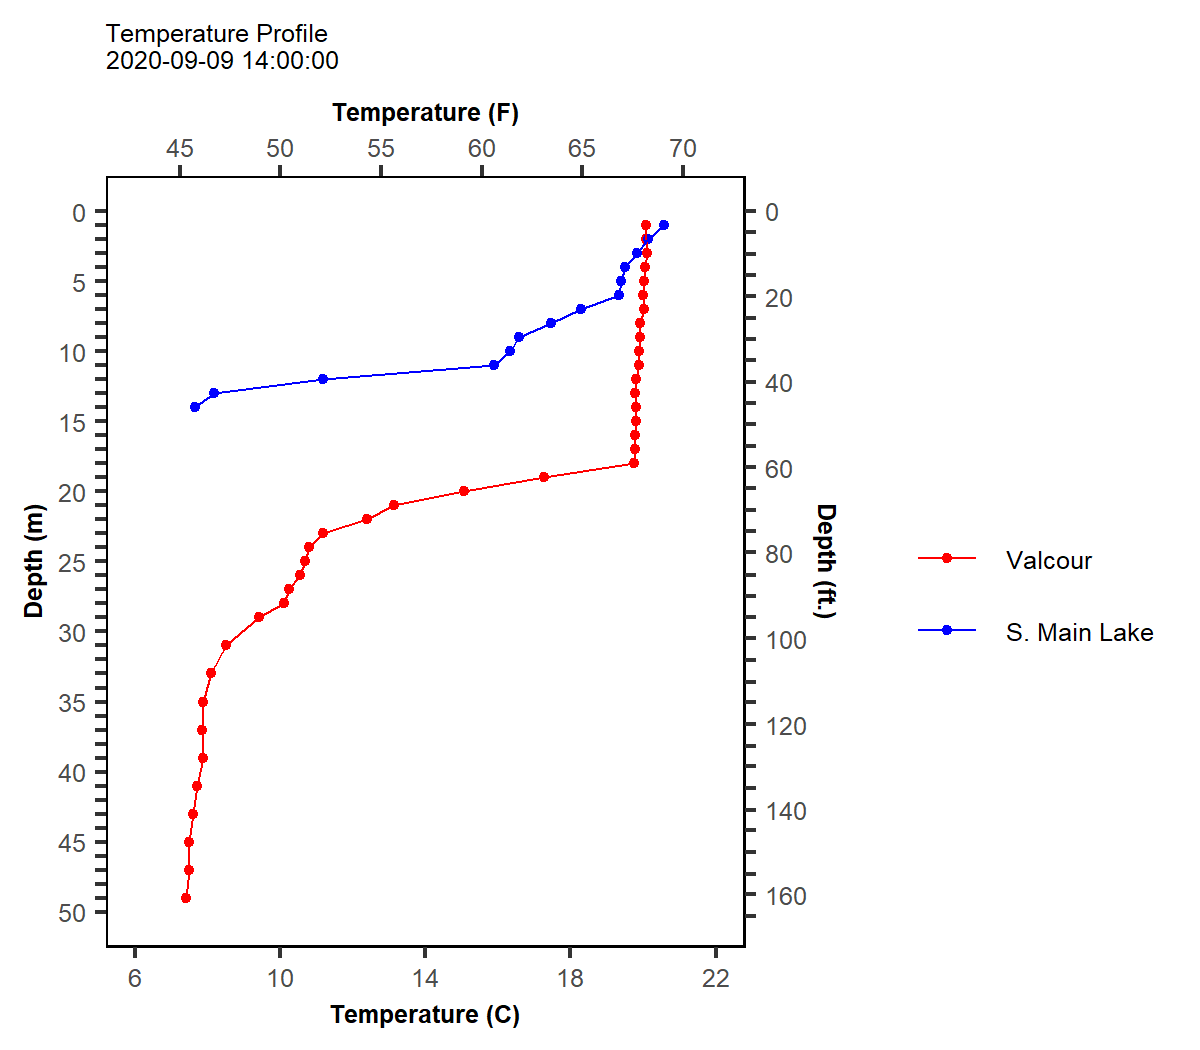 Temperature Profile
2020-09-09 14:00:00
Temperature (F)
45 50 55 60 65 70
0
5
10
15
20
25
30
35
40
45
50
Depth (m)
0
20
40
60
80
100
120
140
160
Depth (ft.)
Valcour
S. Main Lake
6 10 14 18 22
Temperature (C)